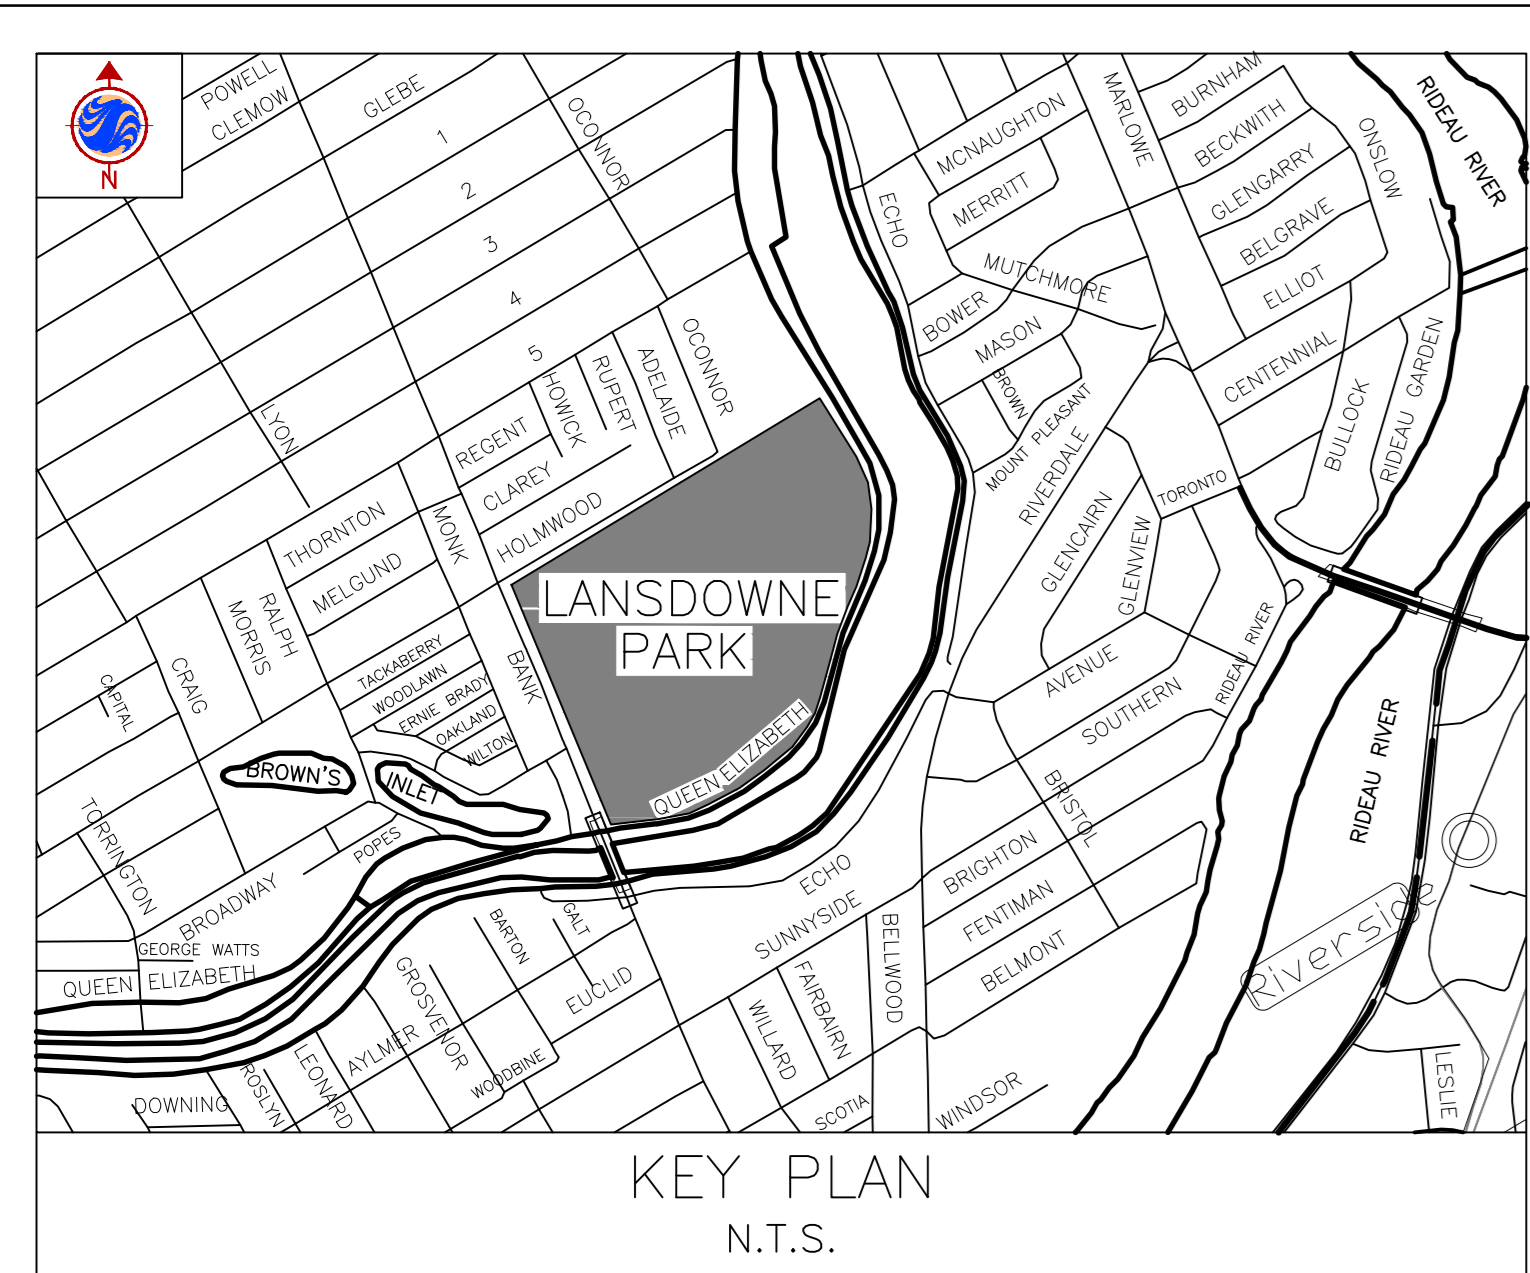 N
POWELL
CLEMOW
GLEBE
1
2
3
4
5
OCONNOR
LYON
HOWICK
RUPERT
ADELAIDE
OCONNOR
REGENT
CLAREY
HOLMWOOD
THORNTON
MELGUND
MONK
RALPH
MORRIS
CRAIG
CAPITAL
TACKABERRY
WOODLAWN
ERNIE BRADY
OAKLAND
WILTON
BANK
LANSDOWNE
PARK
QUEEN ELIZABETH
BROWN'S
INLET
TORRINGTON
POPES
BROADWAY
GEORGE WATTS
QUEEN ELIZABETH
DOWNING
ROSLYN
LEONARD
AYLMER
GROSVENOR
WOODBINE
BARTON
GALT
EUCLID
ECHO
MCNAUGHTON
MERRITT
MARLOWE
BURNHAM
BECKWITH
GLENGARRY
BELGRAVE
ELLIOT
ONSLOW
RIDEAU RIVER
MUTCHMORE
BOWER
MASON
BROWN
MOUNT PLEASANT
RIVERDALE
CENTENNIAL
BULLOCK
RIDEAU GARDEN
TORONTO
GLENCAIRN
GLENVIEW
AVENUE
SOUTHERN
RIDEAU RIVER
RIDEAU RIVER
BRISTOL
ECHO
SUNNYSIDE
BRIGHTON
FENTIMAN
BELMONT
BELLWOOD
FAIRBAIRN
WILLARD
SCOTIA
WINDSOR
Riverside
LESLIE
KEY PLAN
N.T.S.